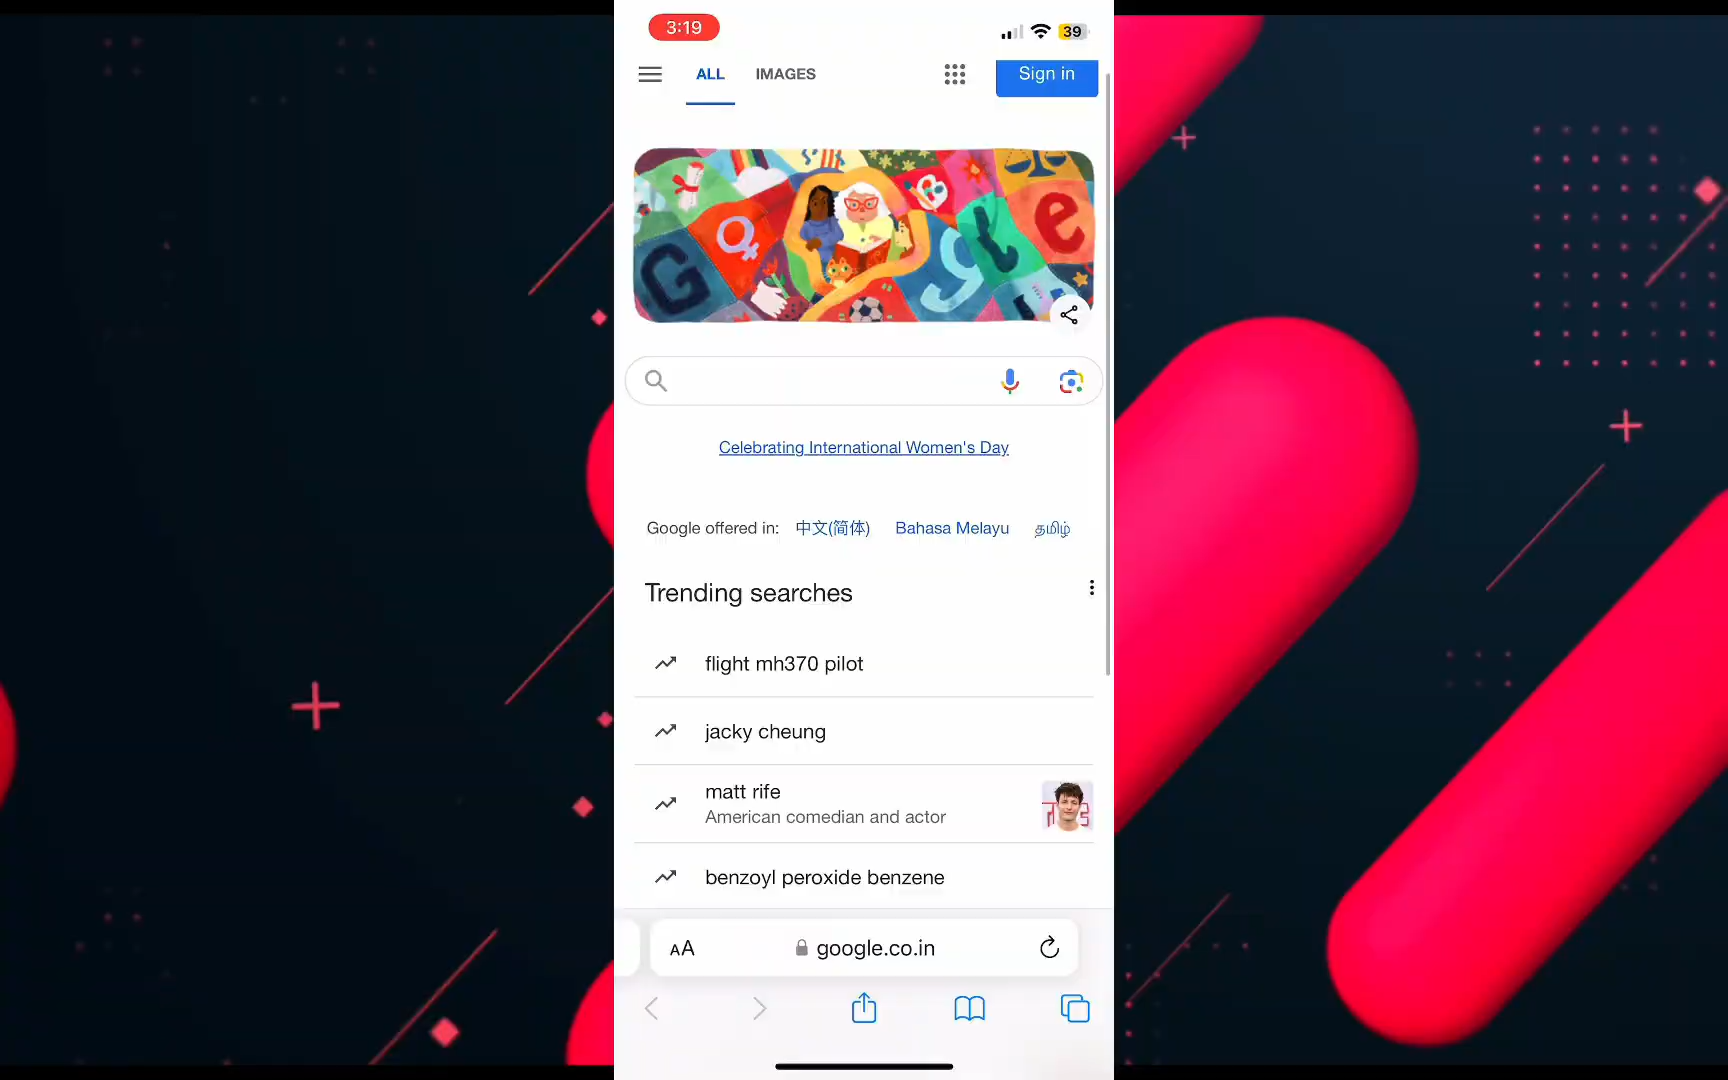 3:19
39
ALL IMAGES Sign in
Celebrating International Women's Day
Google offered in: 中文(简体) Bahasa Melayu தமிழ்
Trending searches
flight mh370 pilot
jacky cheung
matt rife
American comedian and actor
benzoyl peroxide benzene
AA google.co.in